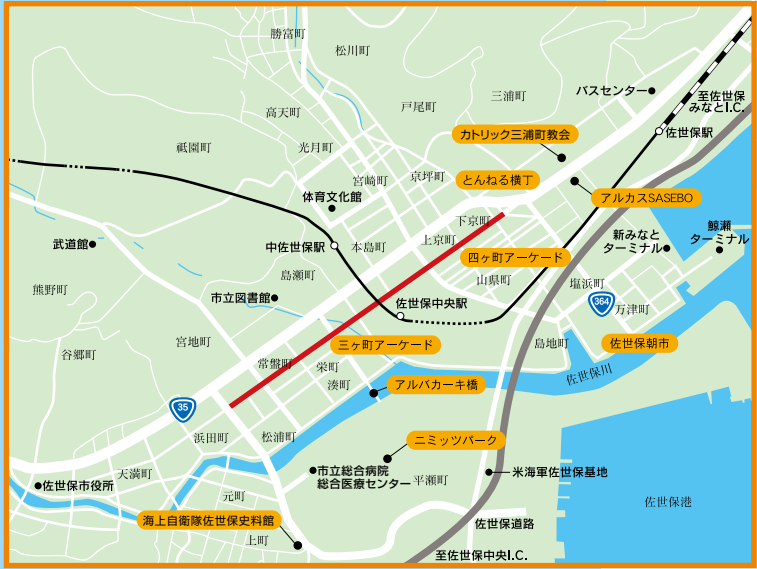 勝富町
松川町
三浦町
バスセンター
至佐世保
みなとI.C.
高天町
戸尾町
カトリック三浦町教会
佐世保駅
祗園町
光月町
宮崎町
京坪町
とんねる横丁
アルカスSASEBO
体育文化館
下京町
上京町
新みなと
ターミナル
鯨瀬
ターミナル
武道館
中佐世保駅
本島町
四ヶ町アーケード
山県町
塩浜町
島瀬町
熊野町
市立図書館
佐世保中央駅
364
万津町
宮地町
三ヶ町アーケード
島地町
佐世保朝市
谷郷町
常盤町
栄町
湊町
アルバカーキ橋
佐世保川
35
浜田町
松浦町
ニミッツパーク
天満町
市立総合病院
総合医療センター
平瀬町
米海軍佐世保基地
佐世保市役所
元町
佐世保港
海上自衛隊佐世保史料館
上町
佐世保道路
至佐世保中央I.C.